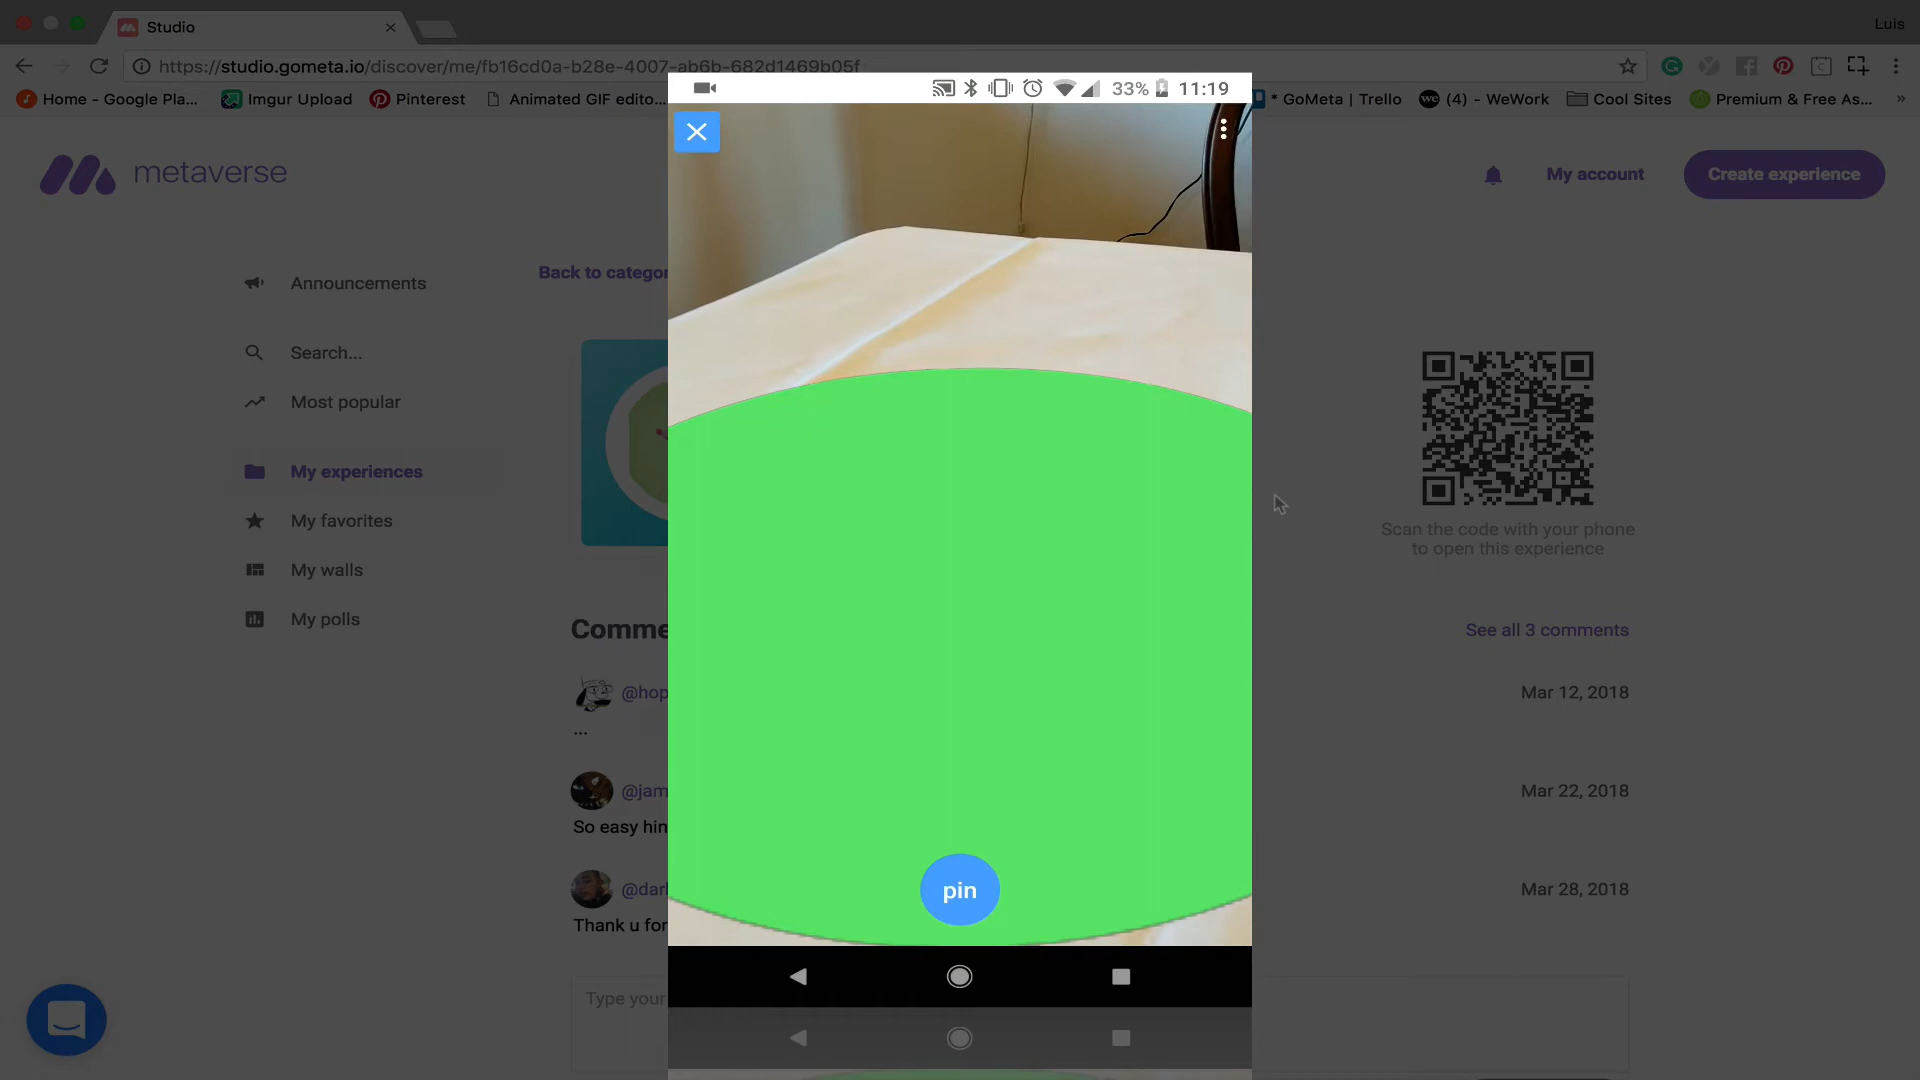 Studio
Luis
https://studio.gometa.io/discover/me/fb16cd0a-b28e-4007-ab6b-682d1469b05f
Home - Google Pla...
Imgur Upload
Pinterest
Animated GIF edito...
* GoMeta | Trello
(4) - WeWork
Cool Sites
Premium & Free As...
»
33%
11:19
metaverse
My account
Create experience
Announcements
Search...
Most popular
My experiences
My favorites
My walls
My polls
Back to categor
Scan the code with your phone
to open this experience
Comme
See all 3 comments
@hop
Mar 12, 2018
...
@jam
Mar 22, 2018
So easy hin
@dar
Mar 28, 2018
Thank u for
Type your
pin